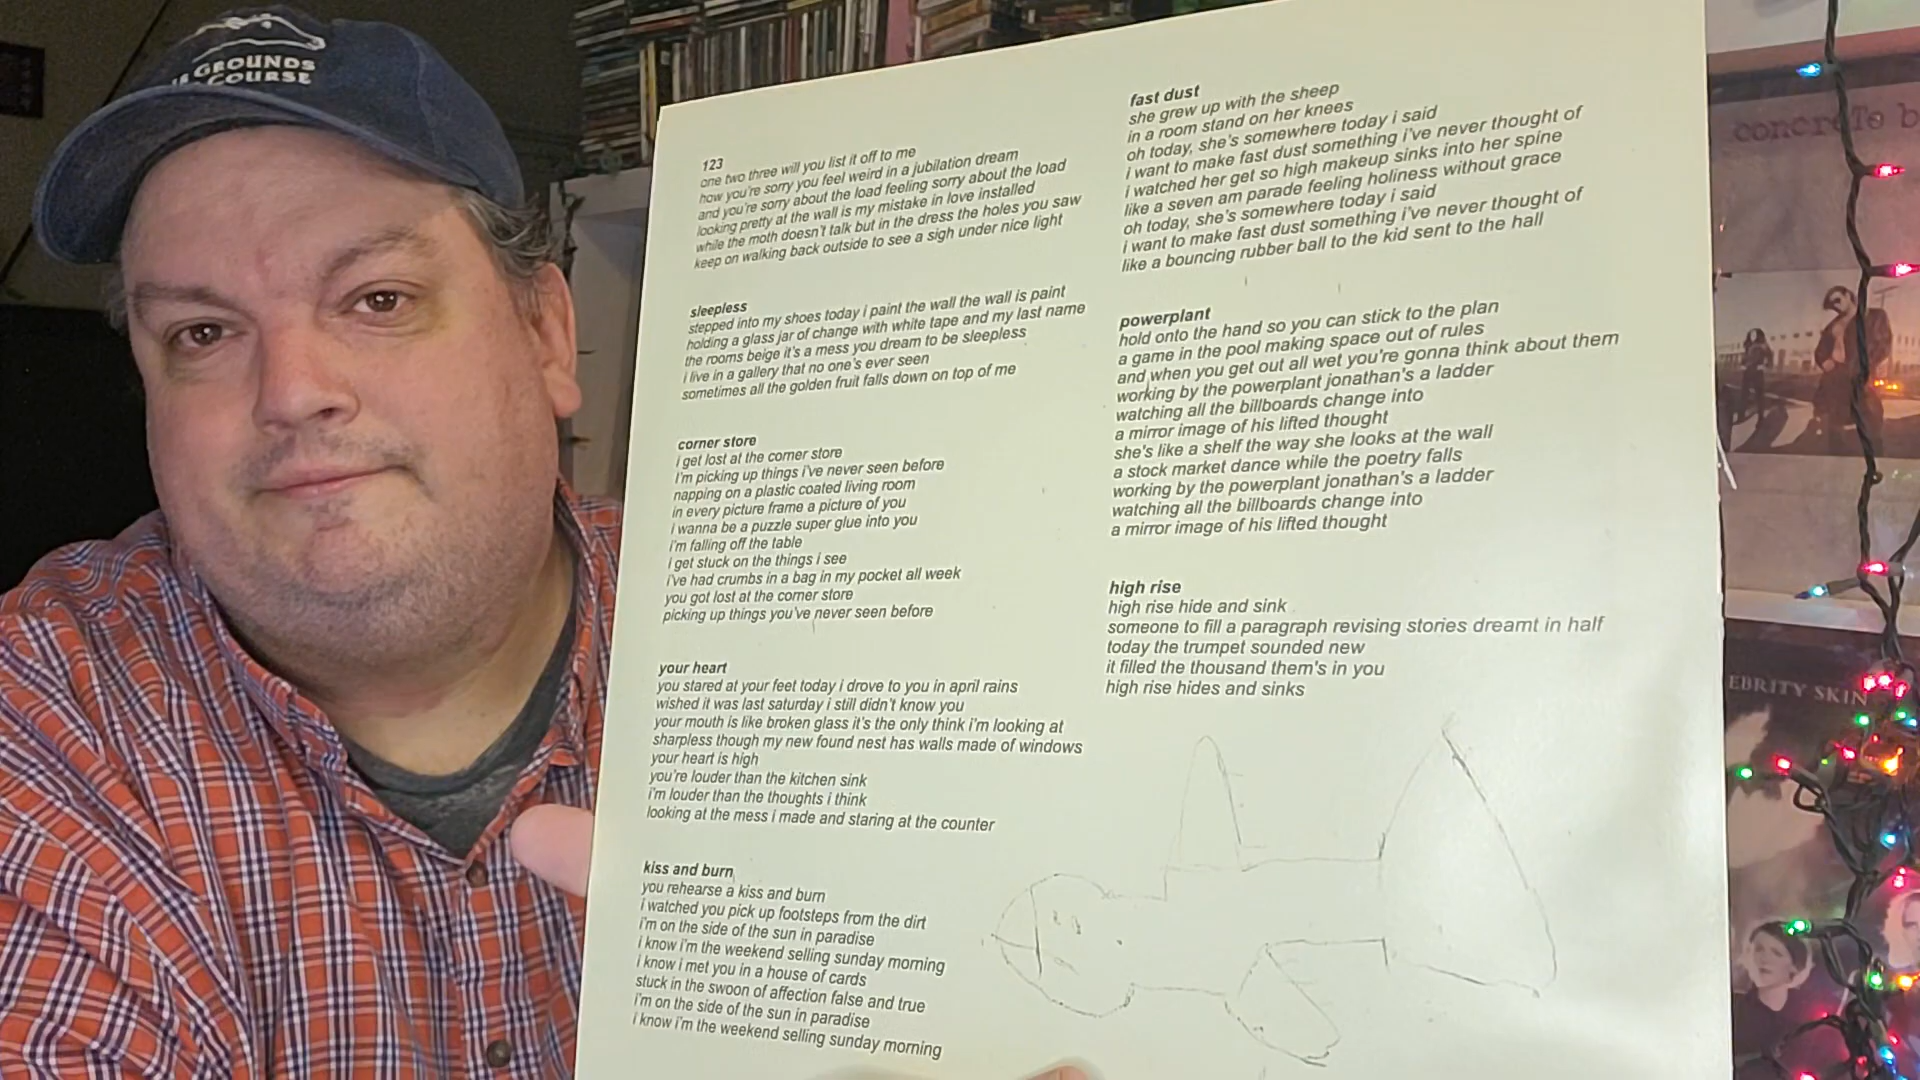 GROUNDS
COURSE
123
one two three will you list it off to me
how you're sorry you feel weird in a jubilation dream
and you're sorry about the load feeling sorry about the load
looking pretty at the wall is my mistake in love installed
while the moth doesn't talk but in the dress the holes you saw
keep on walking back outside to see a sigh under nice light
sleepless
stepped into my shoes today i paint the wall the wall is paint
holding a glass jar of change with white tape and my last name
the rooms beige it's a mess you dream to be sleepless
i live in a gallery that no one's ever seen
sometimes all the golden fruit falls down on top of me
corner store
i get lost at the corner store
i'm picking up things i've never seen before
napping on a plastic coated living room
in every picture frame a picture of you
i wanna be a puzzle super glue into you
i'm falling off the table
i get stuck on the things i see
i've had crumbs in a bag in my pocket all week
you got lost at the corner store
picking up things you've never seen before
your heart
you stared at your feet today i drove to you in april rains
wished it was last saturday i still didn't know you
your mouth is like broken glass it's the only think i'm looking at
sharpless though my new found nest has walls made of windows
your heart is high
you're louder than the kitchen sink
i'm louder than the thoughts i think
looking at the mess i made and staring at the counter
kiss and burn
you rehearse a kiss and burn
i watched you pick up footsteps from the dirt
i'm on the side of the sun in paradise
i know i'm the weekend selling sunday morning
i know i met you in a house of cards
stuck in the swoon of affection false and true
i'm on the side of the sun in paradise
i know i'm the weekend selling sunday morning
fast dust
she grew up with the sheep
in a room stand on her knees
oh today, she's somewhere today i said
i want to make fast dust something i've never thought of
i watched her get so high makeup sinks into her spine
like a seven am parade feeling holiness without grace
oh today, she's somewhere today i said
i want to make fast dust something i've never thought of
like a bouncing rubber ball to the kid sent to the hall
powerplant
hold onto the hand so you can stick to the plan
a game in the pool making space out of rules
and when you get out all wet you're gonna think about them
working by the powerplant jonathan's a ladder
watching all the billboards change into
a mirror image of his lifted thought
she's like a shelf the way she looks at the wall
a stock market dance while the poetry falls
working by the powerplant jonathan's a ladder
watching all the billboards change into
a mirror image of his lifted thought
high rise
high rise hide and sink
someone to fill a paragraph revising stories dreamt in half
today the trumpet sounded new
it filled the thousand them's in you
high rise hides and sinks
concreTe b
EBRITY SKIN